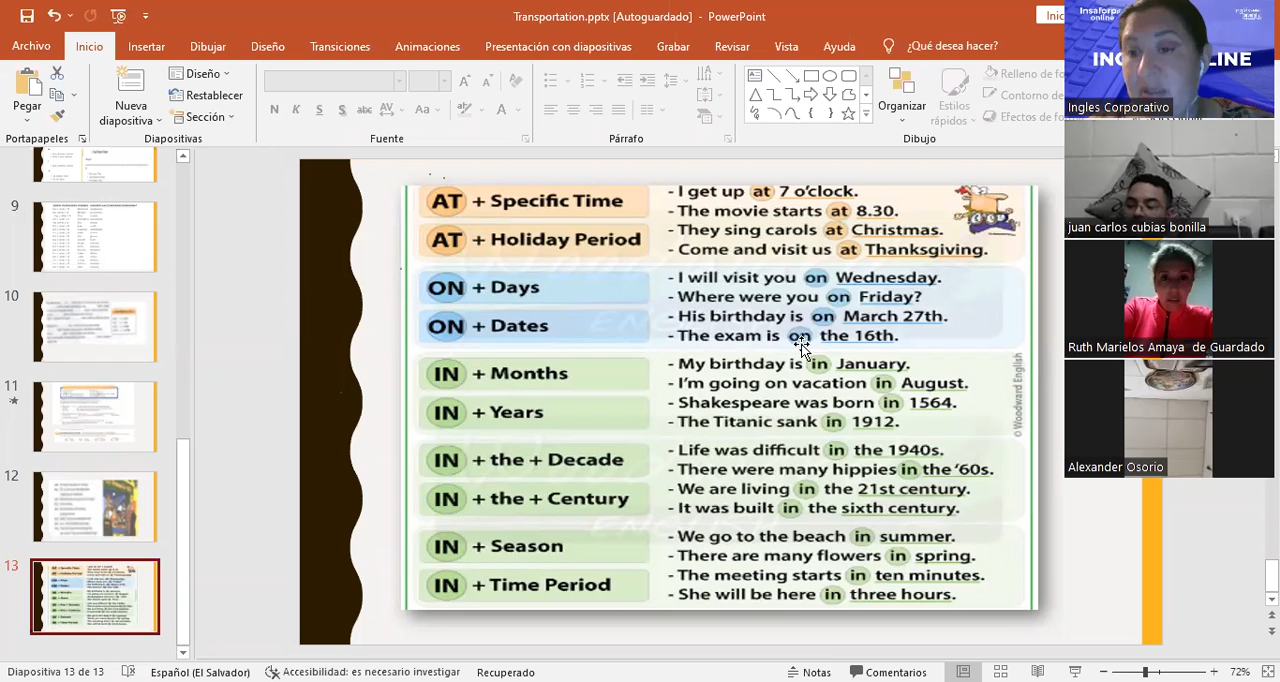 Transportation.pptx [Autoguardado] - PowerPoint
Archivo Inicio Insertar Dibujar Diseño Transiciones Animaciones Presentación con diapositivas Grabar Revisar Vista Ayuda ¿Qué desea hacer?
Pegar
Nueva diapositiva
Diseño
Restablecer
Sección
N K S S abc AV Aa A
Organizar
Estilos rápidos
Relleno de fo
Contorno de
Efectos de fo
Portapapeles Diapositivas Fuente Párrafo Dibujo
9
10
11
12
13
AT + Specific Time
- I get up at 7 o'clock.
- The movie starts at 8.30.
AT + Holiday Period
- They sing carols at Christmas.
- Come and visit us at Thanksgiving.
ON + Days
- I will visit you on Wednesday.
- Where were you on Friday?
ON + Dates
- His birthday is on March 27th.
- The exam is on the 16th.
IN + Months
- My birthday is in January.
- I'm going on vacation in August.
IN + Years
- Shakespeare was born in 1564.
- The Titanic sank in 1912.
IN + the + Decade
- Life was difficult in the 1940s.
- There were many hippies in the '60s.
IN + the + Century
- We are living in the 21st century.
- It was built in the sixth century.
IN + Season
- We go to the beach in summer.
- There are many flowers in spring.
IN + Time Period
- The meeting starts in ten minutes.
- She will be here in three hours.
© Woodward English
Insaforp online
Ingles Corporativo
juan carlos cubias bonilla
Ruth Marielos Amaya de Guardado
Alexander Osorio
Diapositiva 13 de 13 Español (El Salvador) Accesibilidad: es necesario investigar Recuperado Notas Comentarios 72%